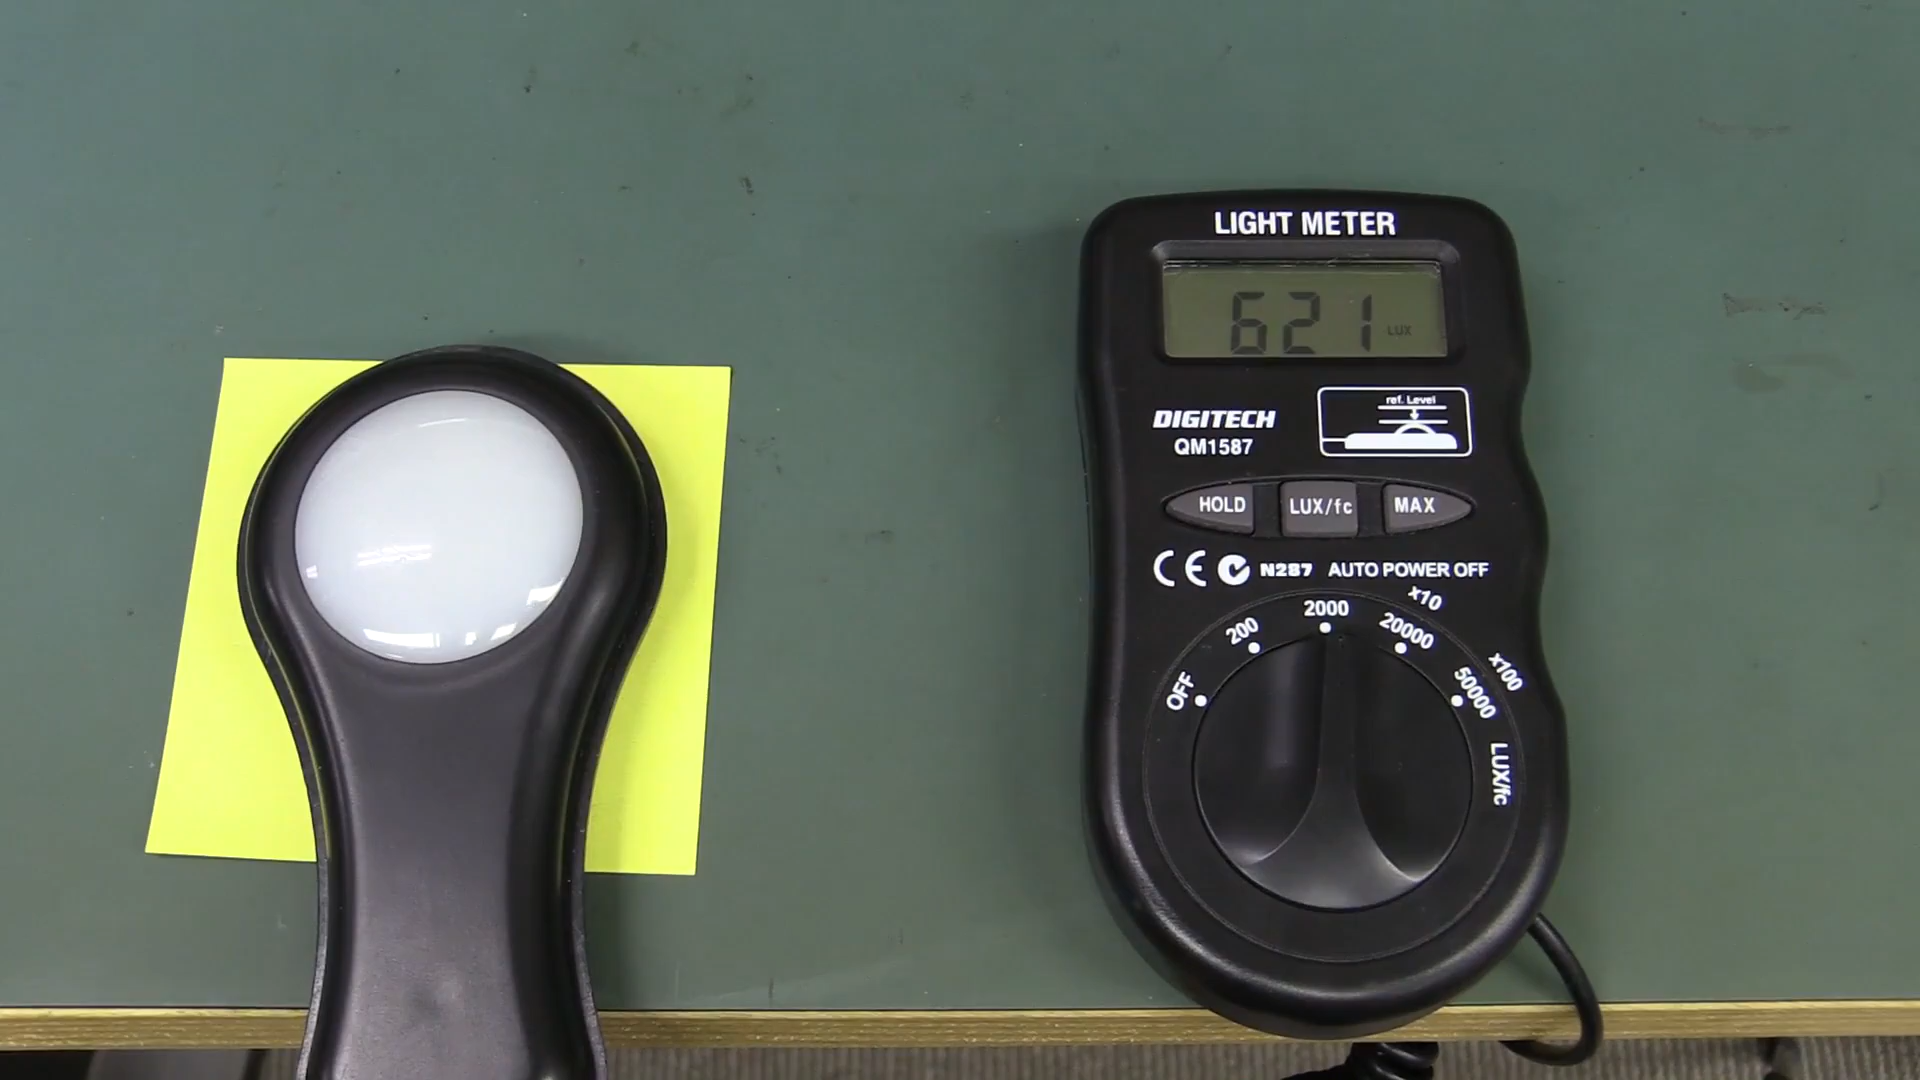 LIGHT METER
621 LUX
ref. Level
DIGITECH
QM1587
HOLD LUX/fc MAX
CE N287 AUTO POWER OFF
x10
OFF 200 2000 20000 50000
x100
LUX/fc